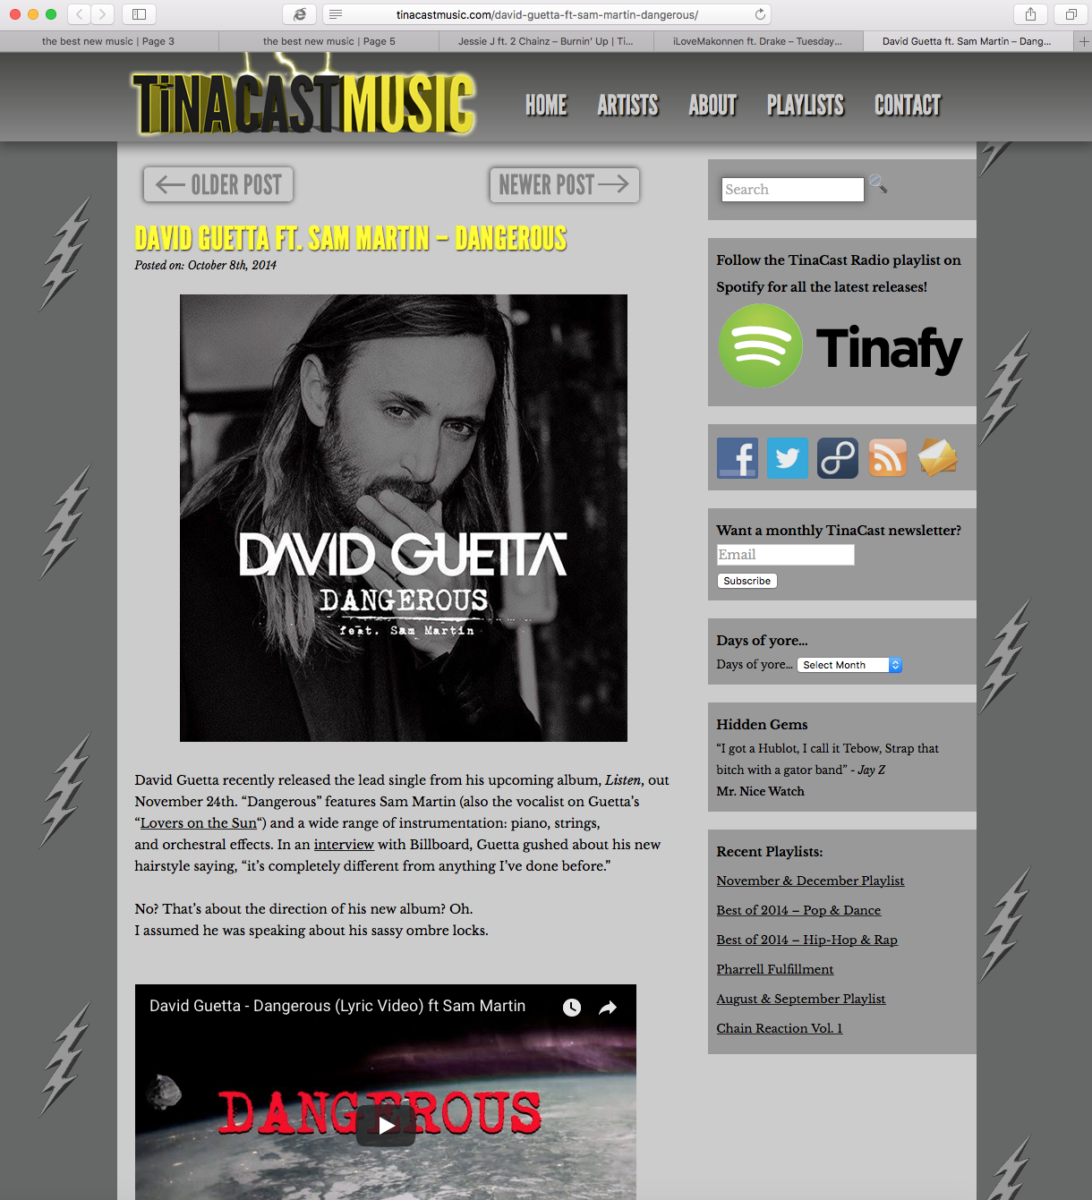 tinacastmusic.com/david-guetta-ft-sam-martin-dangerous/
the best new music | Page 3
the best new music | Page 5
Jessie J ft. 2 Chainz – Burnin' Up | Ti...
iLoveMakonnen ft. Drake – Tuesday...
David Guetta ft. Sam Martin – Dang...
TiNACASTMUSIC
HOME ARTISTS ABOUT PLAYLISTS CONTACT
OLDER POST
NEWER POST
DAVID GUETTA FT. SAM MARTIN – DANGEROUS
Posted on: October 8th, 2014
DAVID GUETTA
DANGEROUS
feat. Sam Martin
David Guetta recently released the lead single from his upcoming album, Listen, out
November 24th. “Dangerous” features Sam Martin (also the vocalist on Guetta’s
“Lovers on the Sun“) and a wide range of instrumentation: piano, strings,
and orchestral effects. In an interview with Billboard, Guetta gushed about his new
hairstyle saying, “it’s completely different from anything I’ve done before.”
No? That’s about the direction of his new album? Oh.
I assumed he was speaking about his sassy ombre locks.
David Guetta - Dangerous (Lyric Video) ft Sam Martin
DANGEROUS
Search
Follow the TinaCast Radio playlist on
Spotify for all the latest releases!
Tinafy
Want a monthly TinaCast newsletter?
Email
Subscribe
Days of yore...
Days of yore... Select Month
Hidden Gems
“I got a Hublot, I call it Tebow, Strap that
bitch with a gator band” - Jay Z
Mr. Nice Watch
Recent Playlists:
November & December Playlist
Best of 2014 – Pop & Dance
Best of 2014 – Hip-Hop & Rap
Pharrell Fulfillment
August & September Playlist
Chain Reaction Vol. 1